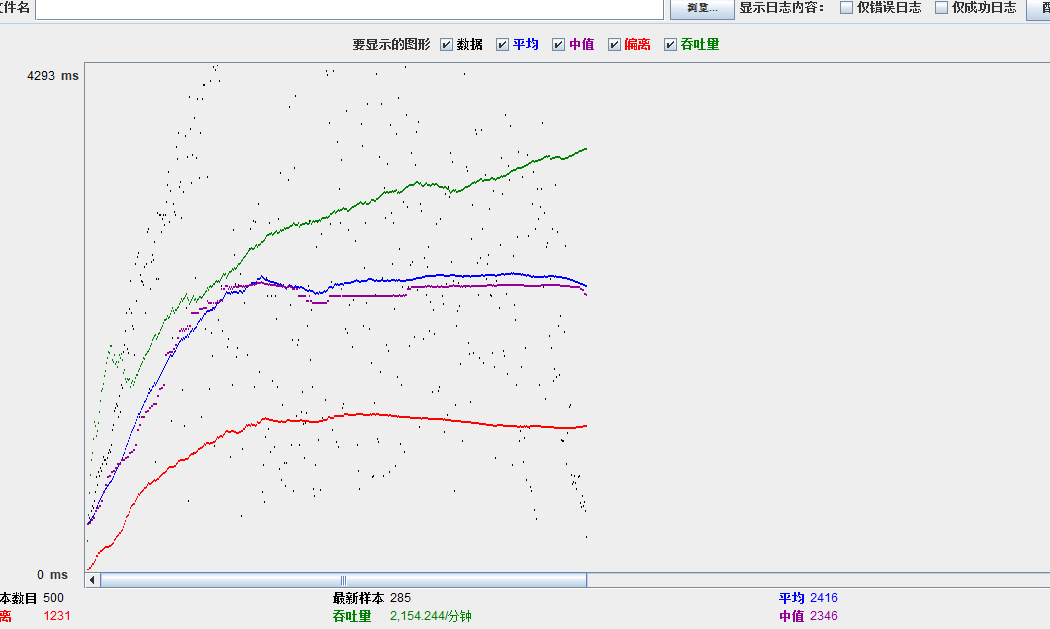 文件名 浏览... 显示日志内容： 仅错误日志 仅成功日志
要显示的图形 数据 平均 中值 偏离 吞吐量
4293 ms
0 ms
本数目 500 最新样本 285 平均 2416
离 1231 吞吐量 2,154.244/分钟 中值 2346